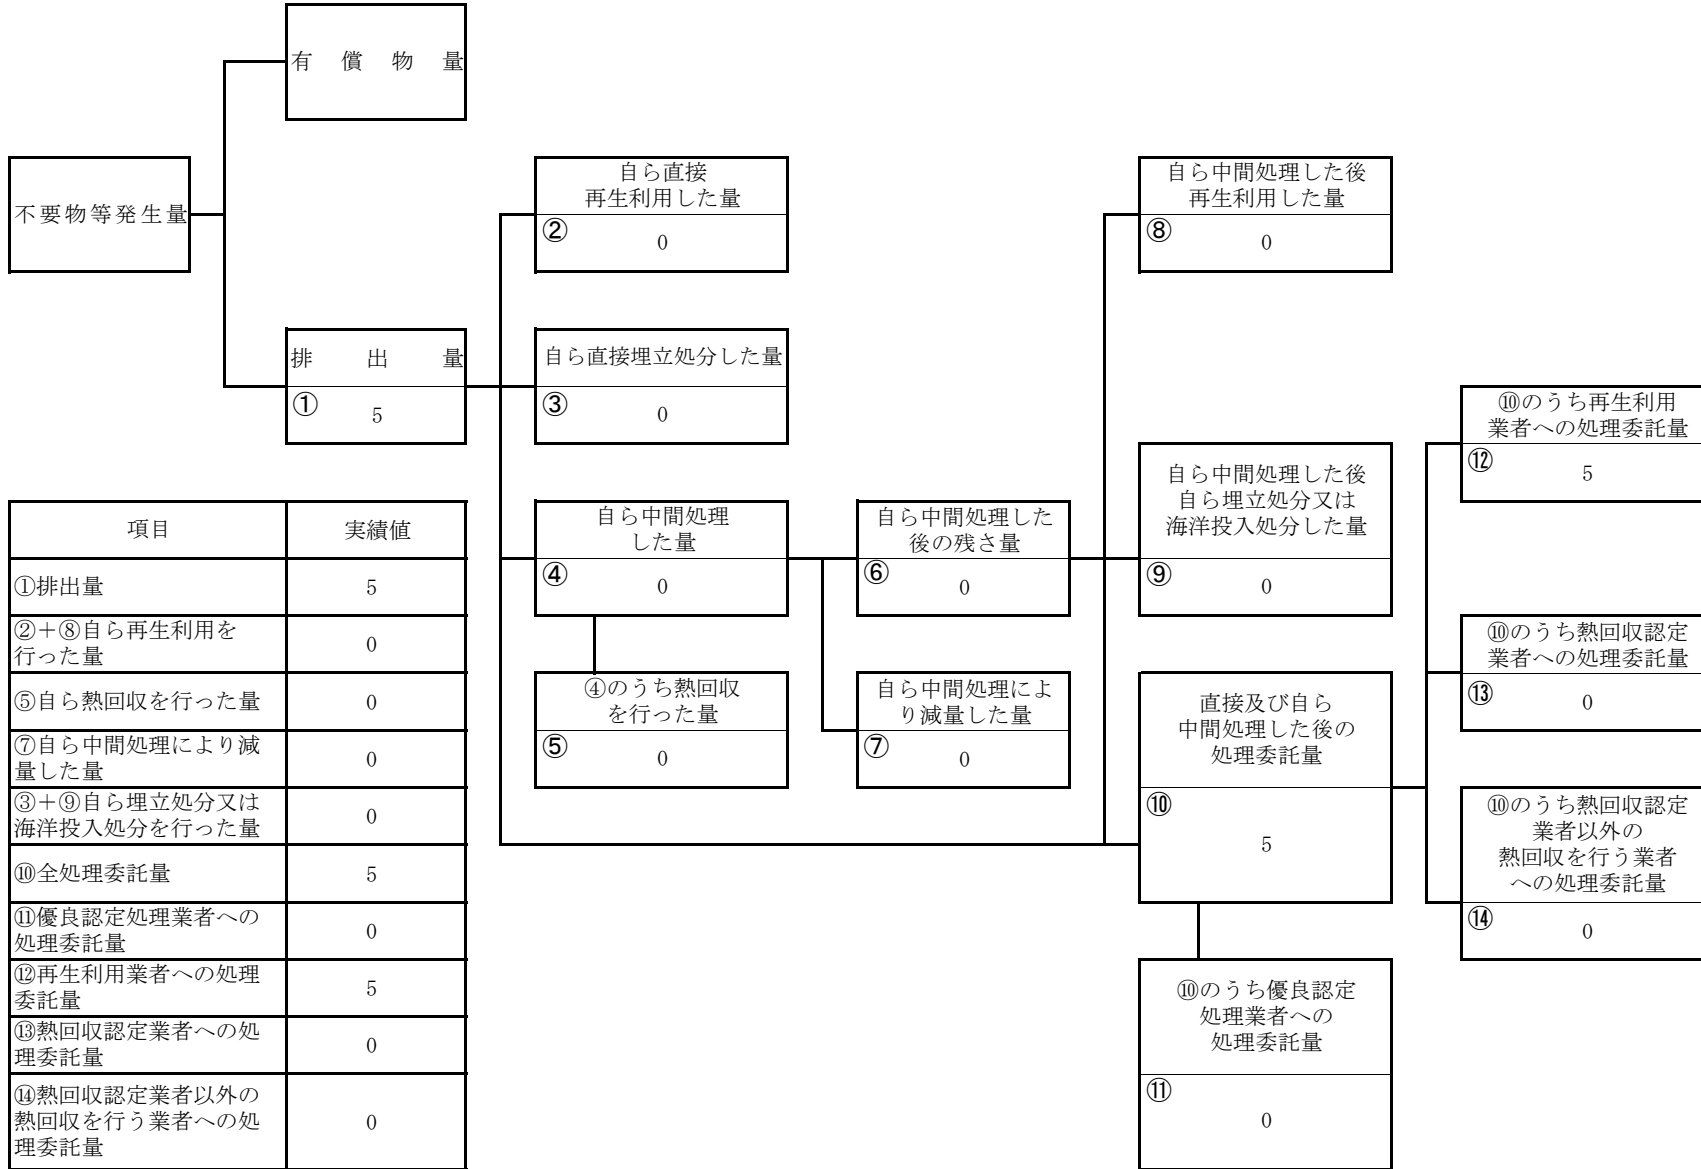 有償物量
不要物等発生量
排出量
①
5
自ら直接
再生利用した量
②
0
自ら直接埋立処分した量
③
0
自ら中間処理
した量
④
0
④のうち熱回収
を行った量
⑤
0
自ら中間処理した
後の残さ量
⑥
0
自ら中間処理によ
り減量した量
⑦
0
自ら中間処理した後
再生利用した量
⑧
0
自ら中間処理した後
自ら埋立処分又は
海洋投入処分した量
⑨
0
直接及び自ら
中間処理した後の
処理委託量
⑩
5
⑩のうち優良認定
処理業者への
処理委託量
⑪
0
⑩のうち再生利用
業者への処理委託量
⑫
5
⑩のうち熱回収認定
業者への処理委託量
⑬
0
⑩のうち熱回収認定
業者以外の
熱回収を行う業者
への処理委託量
⑭
0
項目 実績値
①排出量 5
②+⑧自ら再生利用を
行った量 0
⑤自ら熱回収を行った量 0
⑦自ら中間処理により減
量した量 0
③+⑨自ら埋立処分又は
海洋投入処分を行った量 0
⑩全処理委託量 5
⑪優良認定処理業者への
処理委託量 0
⑫再生利用業者への処理
委託量 5
⑬熱回収認定業者への処
理委託量 0
⑭熱回収認定業者以外の
熱回収を行う業者への処
理委託量 0